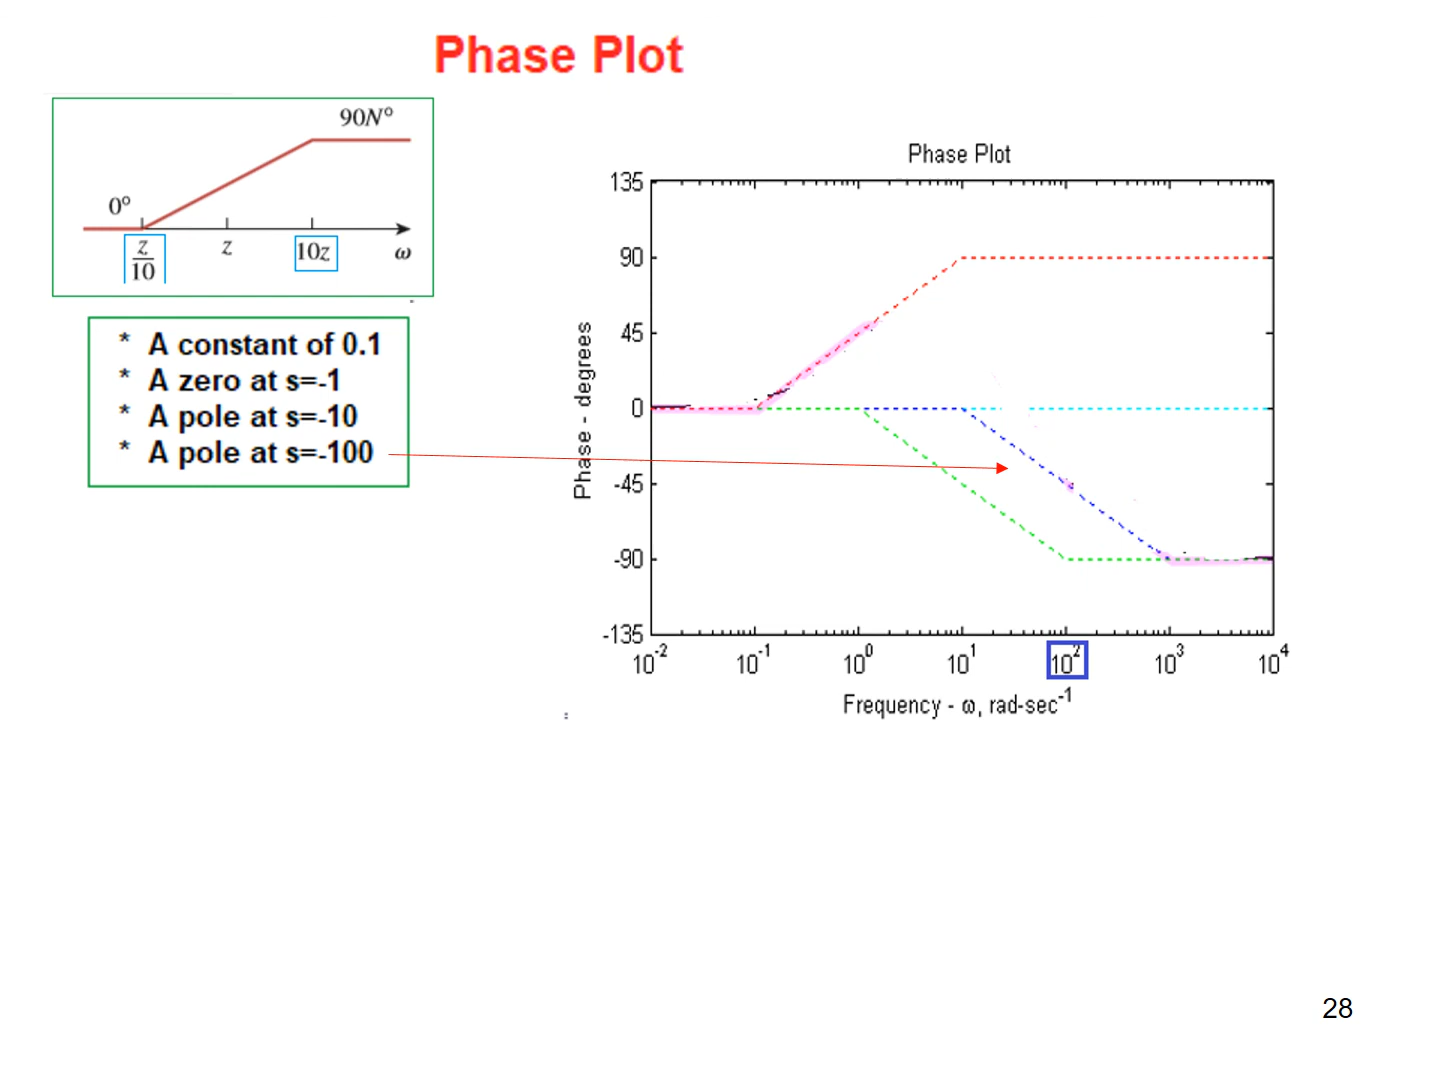 Phase Plot
90N°
0°
z/10
z
10z
ω
* A constant of 0.1
* A zero at s=-1
* A pole at s=-10
* A pole at s=-100
Phase Plot
135
90
45
0
-45
-90
-135
Phase - degrees
10⁻² 10⁻¹ 10⁰ 10¹ 10² 10³ 10⁴
Frequency - ω, rad-sec⁻¹
28